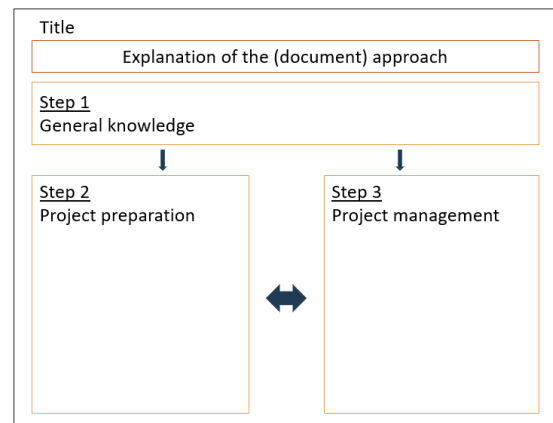 Title
Explanation of the (document) approach
Step 1
General knowledge
Step 2
Project preparation
Step 3
Project management